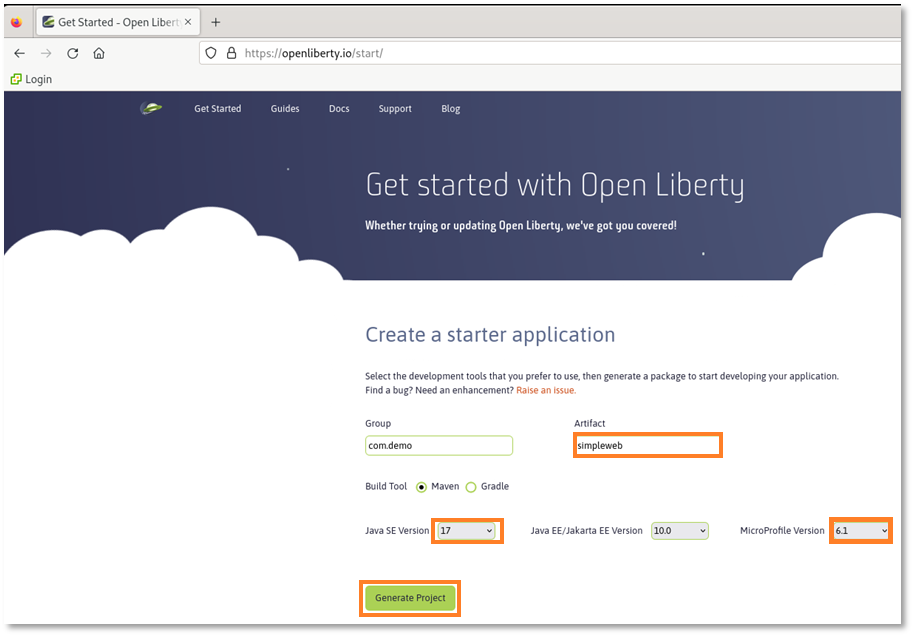 Get Started - Open Liberty
https://openliberty.io/start/
Login
Get Started Guides Docs Support Blog
Get started with Open Liberty
Whether trying or updating Open Liberty, we've got you covered!
Create a starter application
Select the development tools that you prefer to use, then generate a package to start developing your application.
Find a bug? Need an enhancement? Raise an issue.
Group Artifact
com.demo simpleweb
Build Tool Maven Gradle
Java SE Version 17 Java EE/Jakarta EE Version 10.0 MicroProfile Version 6.1
Generate Project